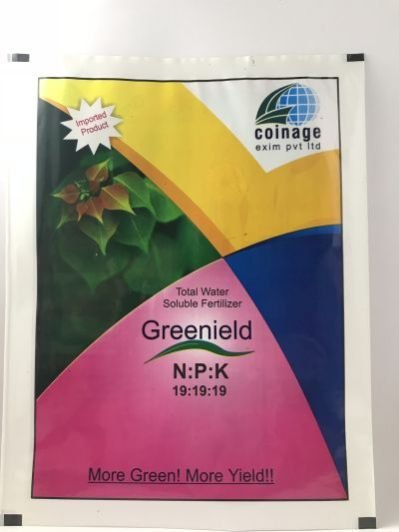 Imported
Product
coinage
exim pvt ltd
Total Water
Soluble Fertilizer
Greenield
N:P:K
19:19:19
More Green! More Yield!!